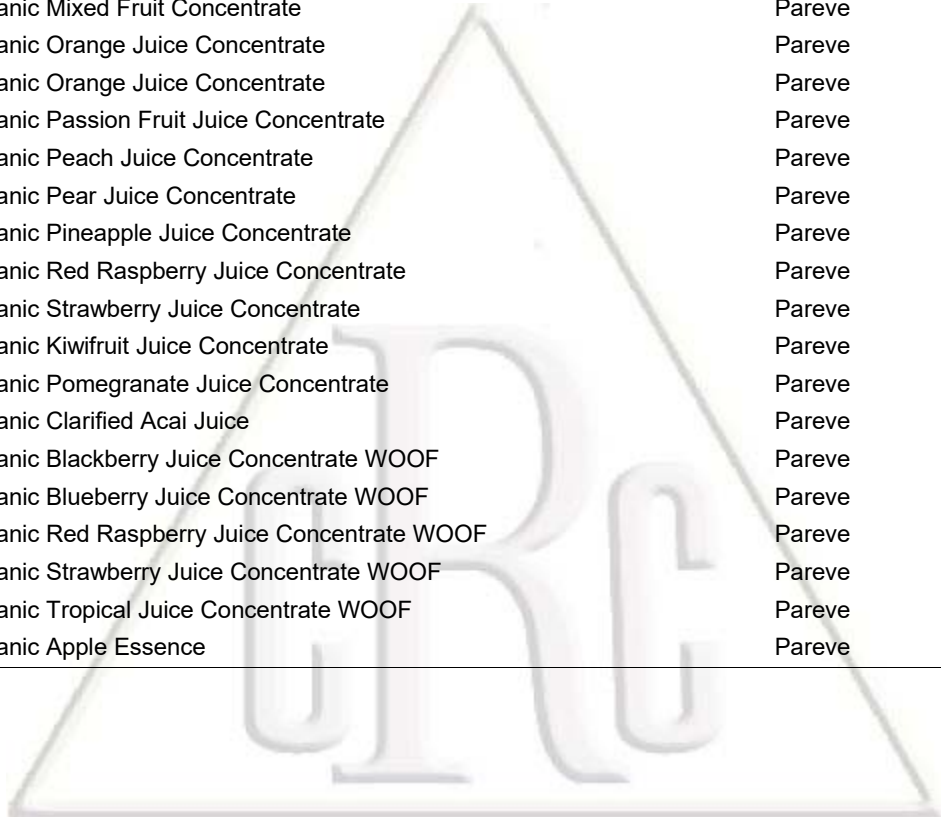 anic Mixed Fruit Concentrate Pareve
anic Orange Juice Concentrate Pareve
anic Orange Juice Concentrate Pareve
anic Passion Fruit Juice Concentrate Pareve
anic Peach Juice Concentrate Pareve
anic Pear Juice Concentrate Pareve
anic Pineapple Juice Concentrate Pareve
anic Red Raspberry Juice Concentrate Pareve
anic Strawberry Juice Concentrate Pareve
anic Kiwifruit Juice Concentrate Pareve
anic Pomegranate Juice Concentrate Pareve
anic Clarified Acai Juice Pareve
anic Blackberry Juice Concentrate WOOF Pareve
anic Blueberry Juice Concentrate WOOF Pareve
anic Red Raspberry Juice Concentrate WOOF Pareve
anic Strawberry Juice Concentrate WOOF Pareve
anic Tropical Juice Concentrate WOOF Pareve
anic Apple Essence Pareve
cRc